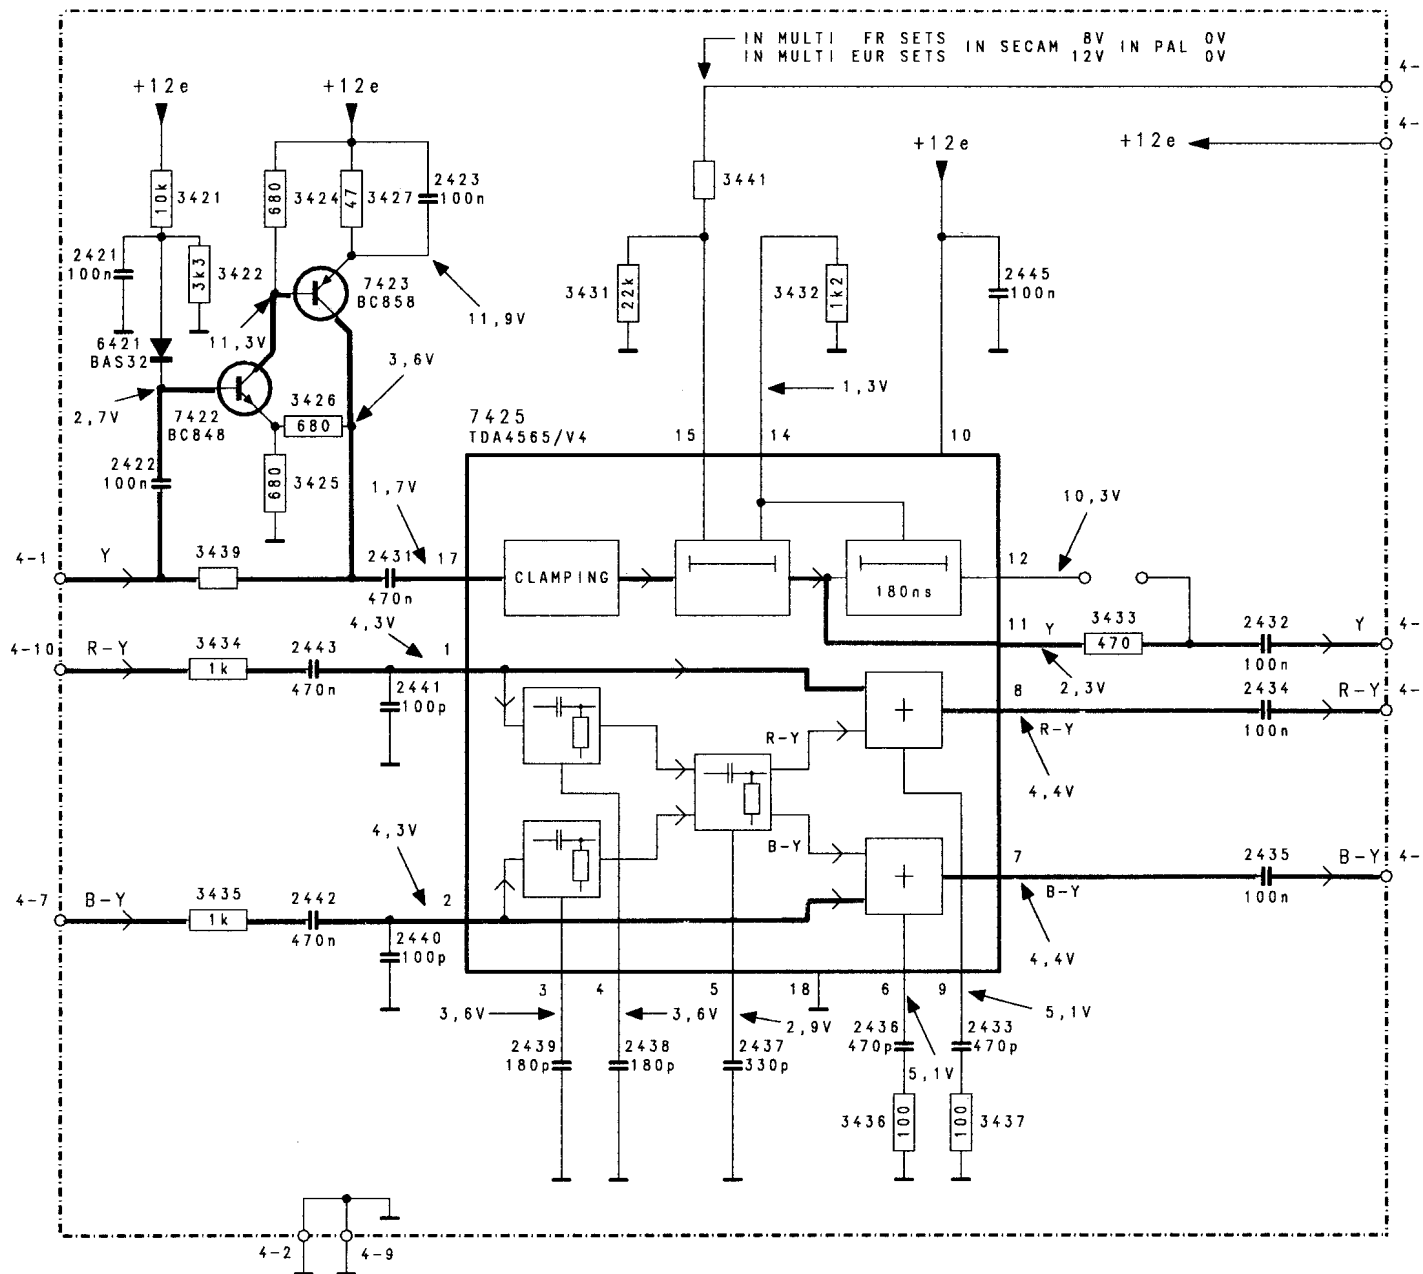 IN MULTI FR SETS IN SECAM 8V IN PAL 0V
IN MULTI EUR SETS 12V 0V
4-
+12e
+12e
4-
+12e
+12e
10k
3421
680
3424
47
3427
2423
100n
3441
2421
100n
3k3
3422
7423
BC858
3431
22k
3432
1k2
2445
100n
11,9V
6421
BAS32
11,3V
3,6V
1,3V
2,7V
7422
BC848
3426
680
7425
TDA4565/V4
15
14
10
2422
100n
680
3425
1,7V
10,3V
4-1
Y
3439
2431
470n
17
CLAMPING
180ns
12
4-10
R-Y
3434
1k
2443
470n
4,3V
1
11
Y
3433
470
2432
100n
Y
4-
2,3V
2441
100p
8
R-Y
2434
100n
R-Y
4-
+
R-Y
4,4V
4,3V
B-Y
4-7
B-Y
3435
1k
2442
470n
2
+
7
B-Y
2435
100n
B-Y
4-
2440
100p
4,4V
3
4
5
18
6
9
3,6V
3,6V
2,9V
5,1V
2439
180p
2438
180p
2437
330p
2436
470p
2433
470p
5,1V
3436
100
100
3437
4-2
4-9